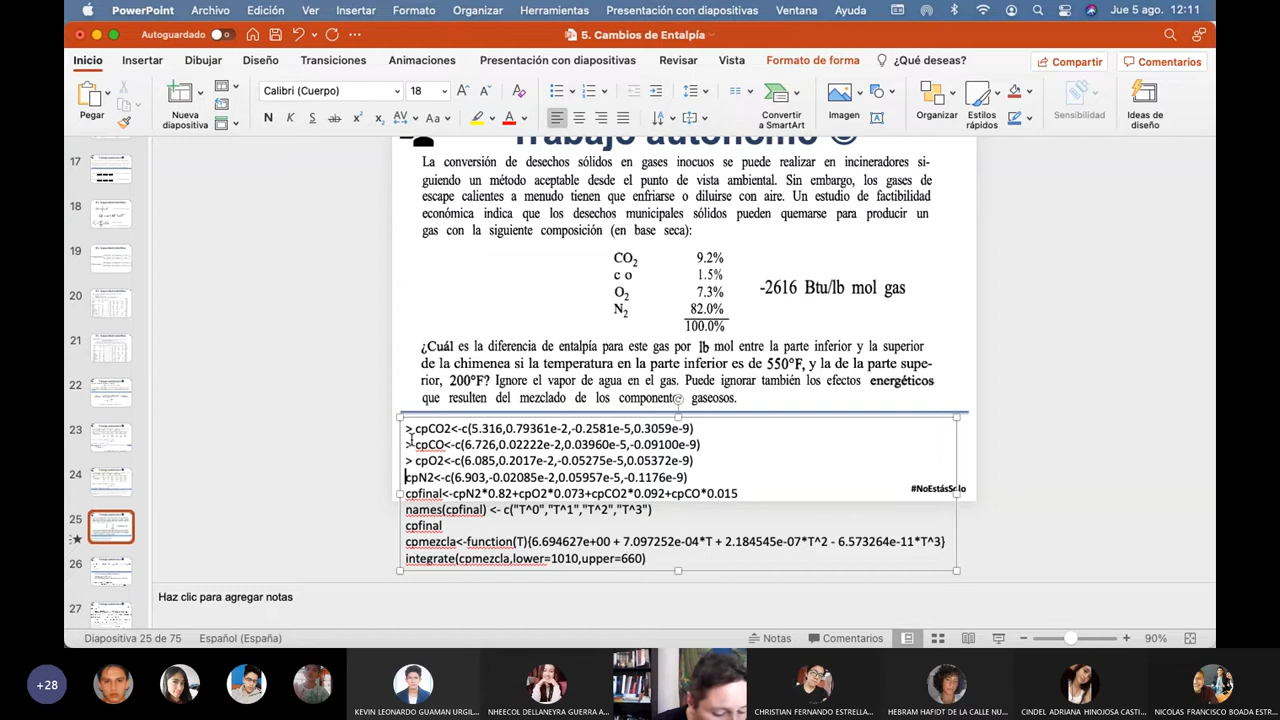 PowerPoint Archivo Edición Ver Insertar Formato Organizar Herramientas Presentación con diapositivas Ventana Ayuda Jue 5 ago. 12:11
Autoguardado 5. Cambios de Entalpía
Inicio Insertar Dibujar Diseño Transiciones Animaciones Presentación con diapositivas Revisar Vista Formato de forma ¿Qué deseas? Compartir Comentarios
Pegar Nueva diapositiva Calibri (Cuerpo) 18 N K S Convertir a SmartArt Imagen Organizar Estilos rápidos Sensibilidad Ideas de diseño
Trabajo autónomo
La conversión de desechos sólidos en gases inocuos se puede realizar en incineradores si-
guiendo un método aceptable desde el punto de vista ambiental. Sin embargo, los gases de
escape calientes a menudo tienen que enfriarse o diluirse con aire. Un estudio de factibilidad
económica indica que los desechos municipales sólidos pueden quemarse para producir un
gas con la siguiente composición (en base seca):
CO2 9.2%
c o 1.5%
O2 7.3%
N2 82.0%
100.0%
-2616 Btu/lb mol gas
¿Cuál es la diferencia de entalpía para este gas por lb mol entre la parte inferior y la superior
de la chimenea si la temperatura en la parte inferior es de 550°F, y la de la parte supe-
rior, 200°F? Ignore el vapor de agua en el gas. Puede ignorar también los efectos energéticos
que resulten del mezclado de los componentes gaseosos.
> cpCO2<-c(5.316,0.79361e-2,-0.2581e-5,0.3059e-9)
> cpCO<-c(6.726,0.02222e-2,0.03960e-5,-0.09100e-9)
> cpO2<-c(6.085,0.2017e-2,-0.05275e-5,0.05372e-9)
cpN2<-c(6.903,-0.02085e-2,0.05957e-5,-0.1176e-9)
cpfinal<-cpN2*0.82+cpO2*0.073+cpCO2*0.092+cpCO*0.015
names(cpfinal) <- c("T^0","T^1","T^2","T^3")
cpfinal
cpmezcla<-function(T){6.694627e+00 + 7.097252e-04*T + 2.184545e-07*T^2 - 6.573264e-11*T^3}
integrate(cpmezcla,lower=1010,upper=660)
#NoEstásSolo
17
18
19
20
21
22
23
24
25
26
27
Haz clic para agregar notas
Diapositiva 25 de 75 Español (España) Notas Comentarios 90%
+28
KEVIN LEONARDO GUAMAN URGIL... NHEECOL DELLANEYRA GUERRA A... CHRISTIAN FERNANDO ESTRELLA... HEBRAM HAFIDT DE LA CALLE NU... CINDEL ADRIANA HINOJOSA CASTI... NICOLAS FRANCISCO BOADA ESTR...